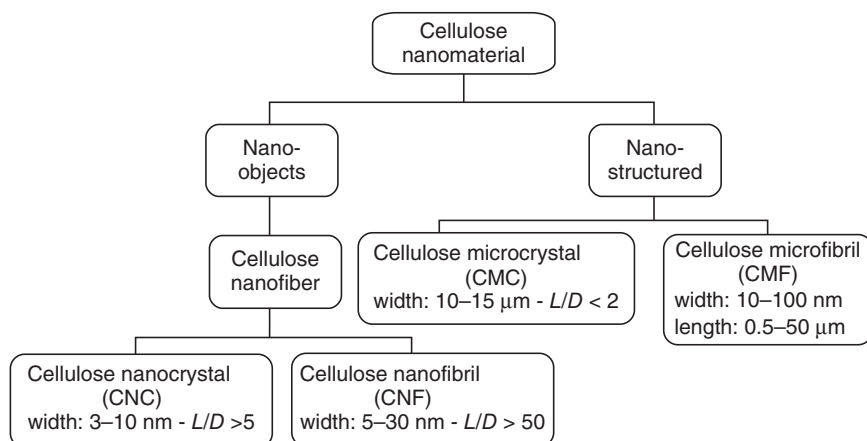 Cellulose
nanomaterial
Nano-
objects
Nano-
structured
Cellulose
nanofiber
Cellulose microcrystal
(CMC)
width: 10–15 μm - L/D < 2
Cellulose microfibril
(CMF)
width: 10–100 nm
length: 0.5–50 μm
Cellulose nanocrystal
(CNC)
width: 3–10 nm - L/D >5
Cellulose nanofibril
(CNF)
width: 5–30 nm - L/D > 50